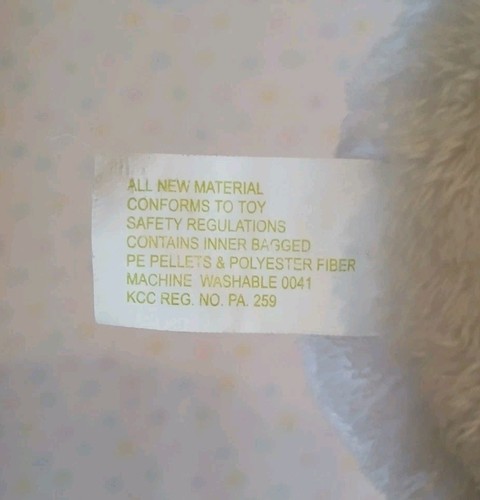 ALL NEW MATERIAL
CONFORMS TO TOY
SAFETY REGULATIONS
CONTAINS INNER BAGGED
PE PELLETS & POLYESTER FIBER
MACHINE WASHABLE 0041
KCC REG. NO. PA. 259